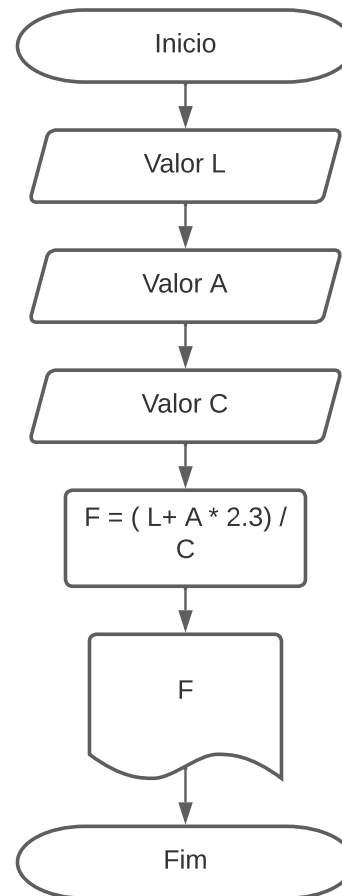 Inicio
Valor L
Valor A
Valor C
F = ( L+ A * 2.3) /
C
F
Fim